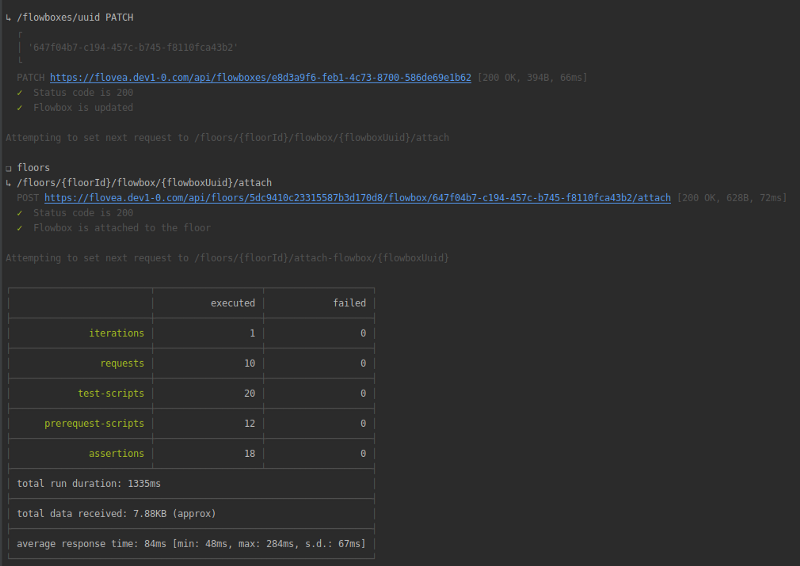 ↳ /flowboxes/uuid PATCH
'647f04b7-c194-457c-b745-f8110fca43b2'
PATCH https://flovea.dev1-0.com/api/flowboxes/e8d3a9f6-feb1-4c73-8700-586de69e1b62 [200 OK, 394B, 66ms]
✓ Status code is 200
✓ Flowbox is updated
Attempting to set next request to /floors/{floorId}/flowbox/{flowboxUuid}/attach
❏ floors
↳ /floors/{floorId}/flowbox/{flowboxUuid}/attach
POST https://flovea.dev1-0.com/api/floors/5dc9410c23315587b3d170d8/flowbox/647f04b7-c194-457c-b745-f8110fca43b2/attach [200 OK, 628B, 72ms]
✓ Status code is 200
✓ Flowbox is attached to the floor
Attempting to set next request to /floors/{floorId}/attach-flowbox/{flowboxUuid}
executed failed
iterations 1 0
requests 10 0
test-scripts 20 0
prerequest-scripts 12 0
assertions 18 0
total run duration: 1335ms
total data received: 7.88KB (approx)
average response time: 84ms [min: 48ms, max: 284ms, s.d.: 67ms]